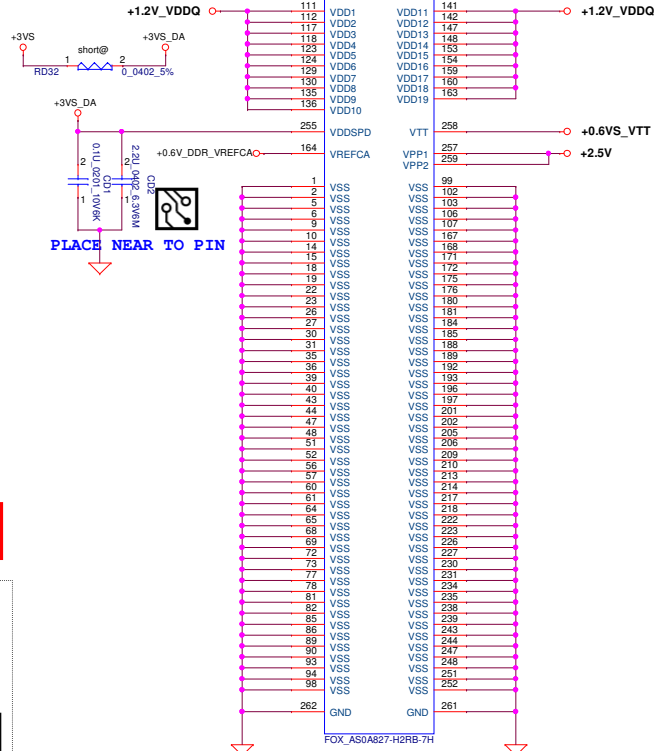 +1.2V_VDDQ 111 VDD1 VDD11 141 +1.2V_VDDQ
112 VDD2 VDD12 142
117 VDD3 VDD13 147
118 VDD4 VDD14 148
123 VDD5 VDD15 153
124 VDD6 VDD16 154
129 VDD7 VDD17 159
130 VDD8 VDD18 160
135 VDD9 VDD19 163
136 VDD10
+3VS short@ +3VS_DA
1 2
RD32 0_0402_5%
+3VS_DA
255 VDDSPD VTT 258 +0.6VS_VTT
+0.6V_DDR_VREFCA 164 VREFCA VPP1 257 +2.5V
VPP2 259
2 2
1 1
0.1U_0201_10V6K
CD1
2.2U_0402_6.3V6M
CD2
PLACE NEAR TO PIN
1 VSS VSS 99
2 VSS VSS 102
5 VSS VSS 103
6 VSS VSS 106
9 VSS VSS 107
10 VSS VSS 167
14 VSS VSS 168
15 VSS VSS 171
18 VSS VSS 172
19 VSS VSS 175
22 VSS VSS 176
23 VSS VSS 180
26 VSS VSS 181
27 VSS VSS 184
30 VSS VSS 185
31 VSS VSS 188
35 VSS VSS 189
36 VSS VSS 192
39 VSS VSS 193
40 VSS VSS 196
43 VSS VSS 197
44 VSS VSS 201
47 VSS VSS 202
48 VSS VSS 205
51 VSS VSS 206
52 VSS VSS 209
56 VSS VSS 210
57 VSS VSS 213
60 VSS VSS 214
61 VSS VSS 217
64 VSS VSS 218
65 VSS VSS 222
68 VSS VSS 223
69 VSS VSS 226
72 VSS VSS 227
73 VSS VSS 230
77 VSS VSS 231
78 VSS VSS 234
81 VSS VSS 235
82 VSS VSS 238
85 VSS VSS 239
86 VSS VSS 243
89 VSS VSS 244
90 VSS VSS 247
93 VSS VSS 248
94 VSS VSS 251
98 VSS VSS 252
262 GND GND 261
FOX_AS0A827-H2RB-7H